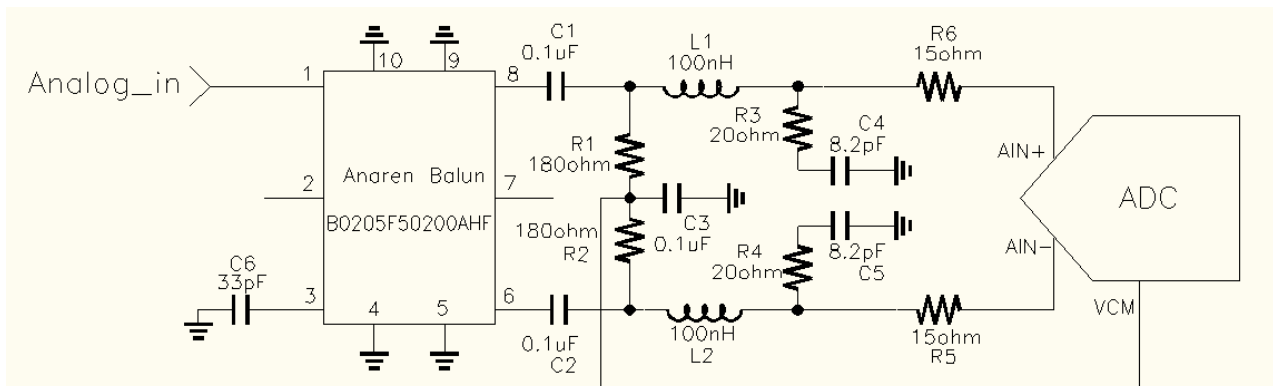 Analog_in
1
10
9
8
C1
0.1uF
L1
100nH
R6
15ohm
R3
20ohm
C4
8.2pF
R1
180ohm
AIN+
2
Anaren Balun
7
B0205F50200AHF
C3
0.1uF
ADC
180ohm
R2
8.2pF
C5
R4
20ohm
AIN-
C6
33pF
3
4
5
6
0.1uF
C2
100nH
L2
15ohm
R5
VCM